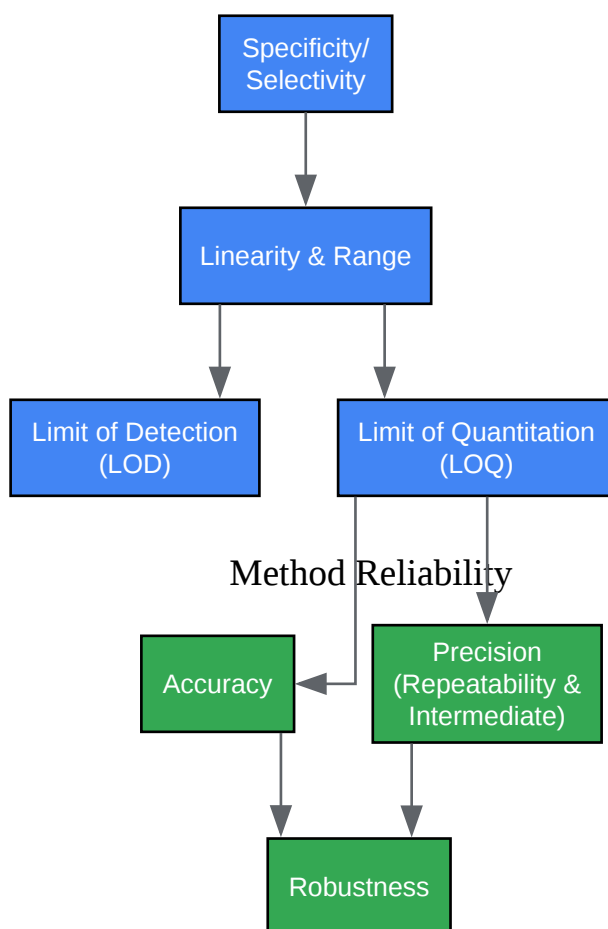 Specificity/
Selectivity
Linearity & Range
Limit of Detection
(LOD)
Limit of Quantitation
(LOQ)
Method Reliability
Accuracy
Precision
(Repeatability &
Intermediate)
Robustness